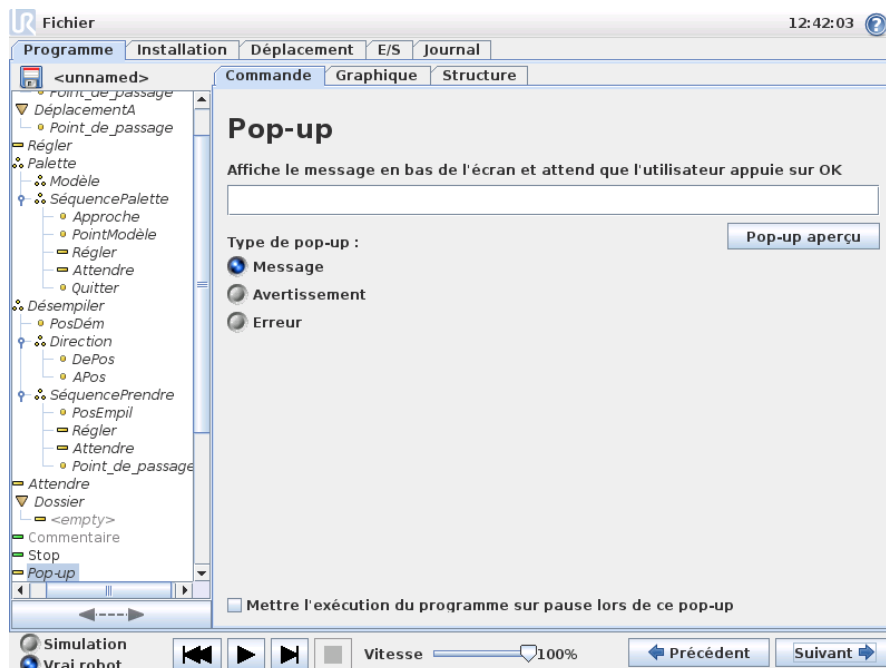 UR Fichier 12:42:03 ?
Programme Installation Déplacement E/S Journal
<unnamed> Commande Graphique Structure
Point_de_passage
DéplacementA
Point_de_passage
Régler
Palette
Modèle
SéquencePalette
Approche
PointModèle
Régler
Attendre
Quitter
Désempiler
PosDém
Direction
DePos
APos
SéquencePrendre
PosEmpil
Régler
Attendre
Point_de_passage
Attendre
Dossier
<empty>
Commentaire
Stop
Pop-up
Pop-up
Affiche le message en bas de l'écran et attend que l'utilisateur appuie sur OK
Pop-up aperçu
Type de pop-up :
Message
Avertissement
Erreur
Mettre l'exécution du programme sur pause lors de ce pop-up
Simulation
Vrai robot
Vitesse 100%
Précédent Suivant